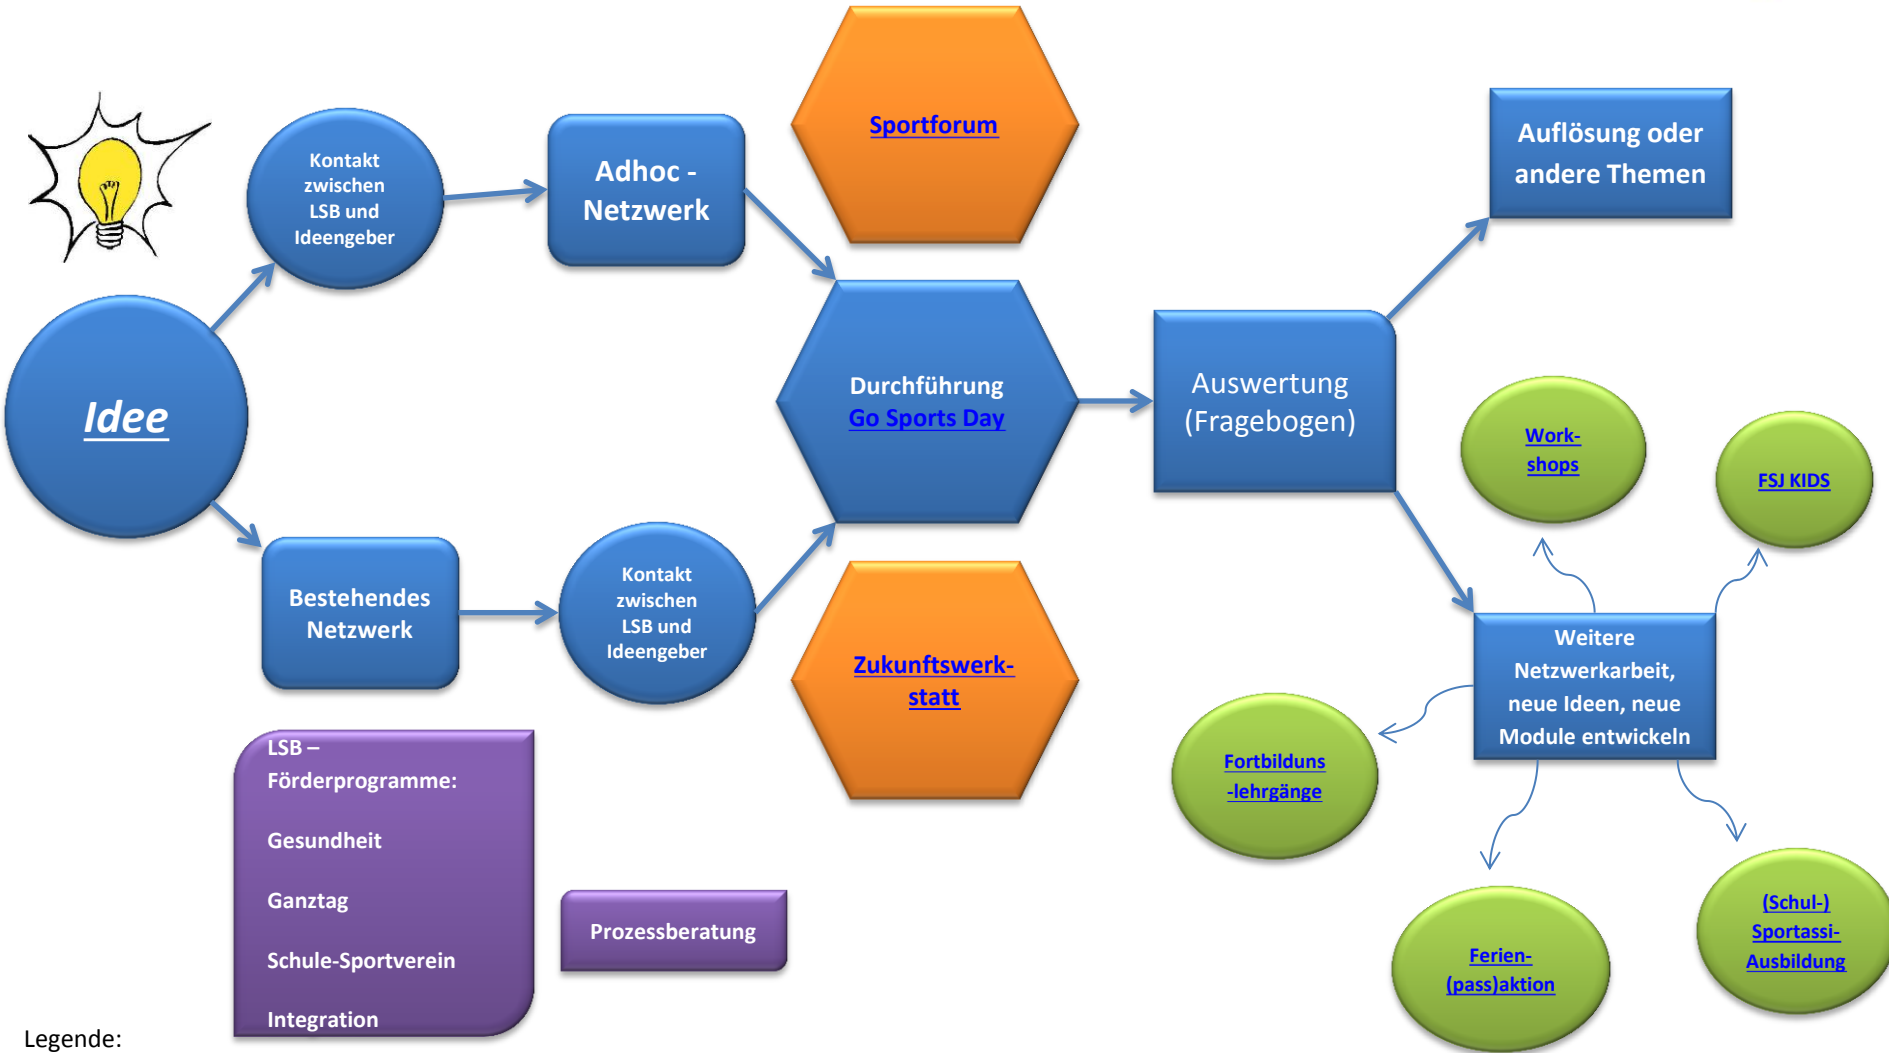 Idee
Kontakt
zwischen
LSB und
Ideengeber
Adhoc -
Netzwerk
Bestehendes
Netzwerk
Kontakt
zwischen
LSB und
Ideengeber
Sportforum
Durchführung
Go Sports Day
Zukunftswerk-
statt
Auswertung
(Fragebogen)
Auflösung oder
andere Themen
Weitere
Netzwerkarbeit,
neue Ideen, neue
Module entwickeln
Work-
shops
FSJ KIDS
Fortbilduns
-lehrgänge
Ferien-
(pass)aktion
(Schul-)
Sportassi-
Ausbildung
LSB –
Förderprogramme:
Gesundheit
Ganztag
Schule-Sportverein
Integration
Prozessberatung
Legende: